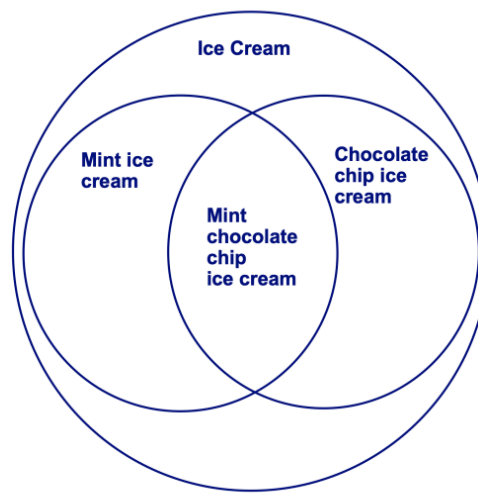 Ice Cream
Mint ice
cream
Chocolate
chip ice
cream
Mint
chocolate
chip
ice cream